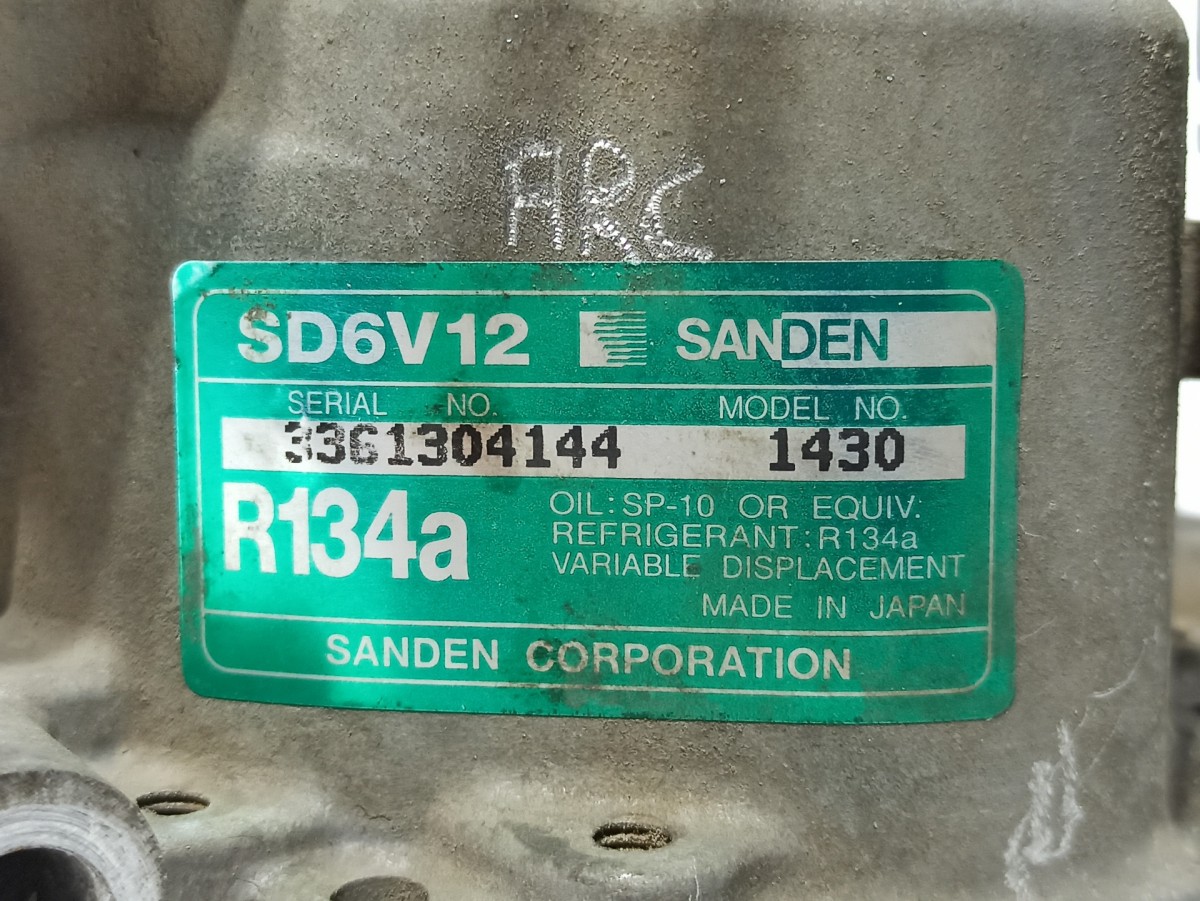 ARC
SD6V12 SANDEN
SERIAL NO. MODEL NO.
3361304144 1430
R134a
OIL:SP-10 OR EQUIV.
REFRIGERANT:R134a
VARIABLE DISPLACEMENT
MADE IN JAPAN
SANDEN CORPORATION